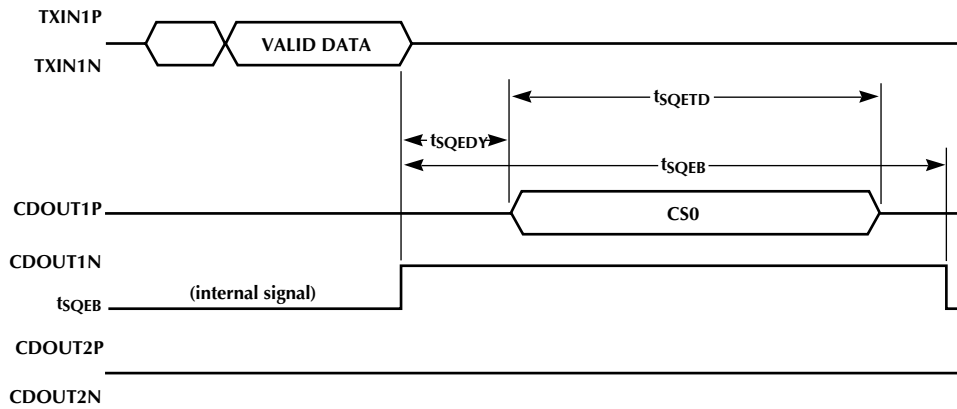 TXIN1P
VALID DATA
TXIN1N
tSQETD
tSQEDY
tSQEB
CDOUT1P
CS0
CDOUT1N
(internal signal)
tSQEB
CDOUT2P
CDOUT2N